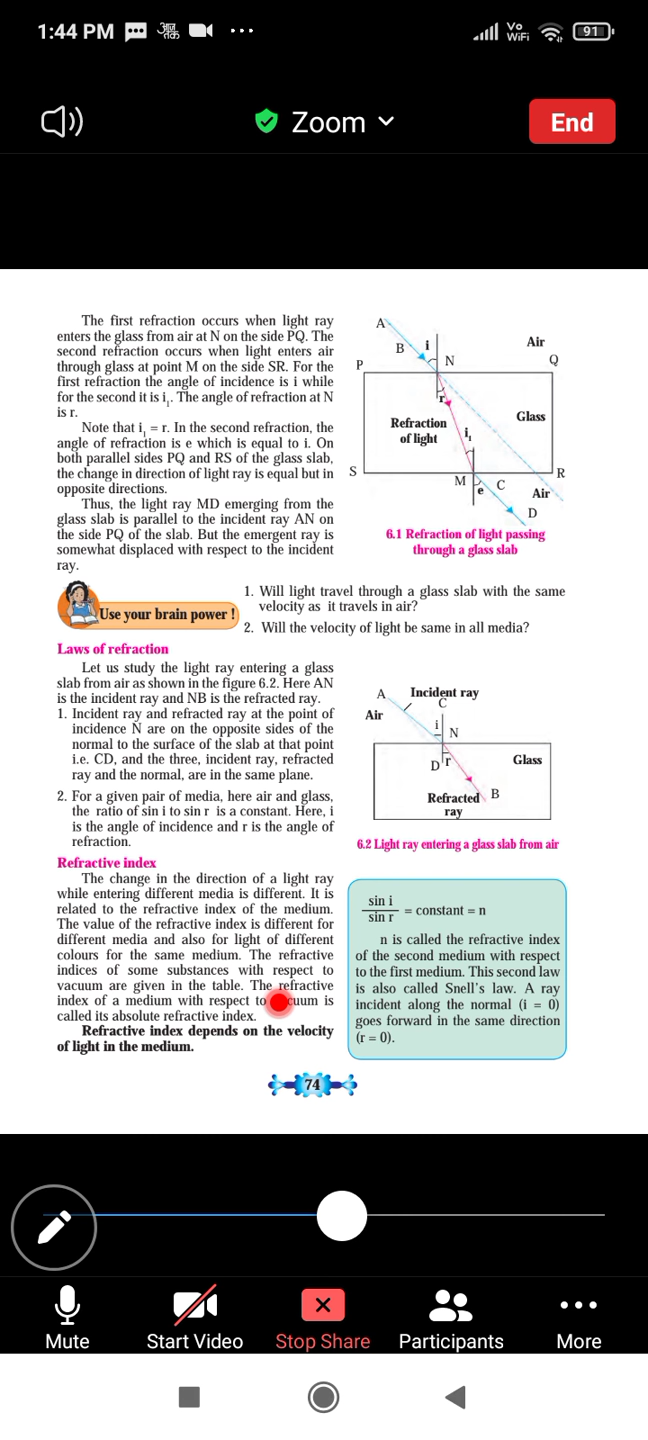 1:44 PM
Vo
WiFi
91
Zoom
End
The first refraction occurs when light ray
enters the glass from air at N on the side PQ. The
second refraction occurs when light enters air
through glass at point M on the side SR. For the
first refraction the angle of incidence is i while
for the second it is i₁. The angle of refraction at N
is r.
Note that i₁ = r. In the second refraction, the
angle of refraction is e which is equal to i. On
both parallel sides PQ and RS of the glass slab,
the change in direction of light ray is equal but in
opposite directions.
Thus, the light ray MD emerging from the
glass slab is parallel to the incident ray AN on
the side PQ of the slab. But the emergent ray is
somewhat displaced with respect to the incident
ray.
A
B
i
N
Air
P
Q
r
Refraction
of light
i₁
Glass
S
M
e
C
R
Air
D
6.1 Refraction of light passing
through a glass slab
Use your brain power !
1. Will light travel through a glass slab with the same
velocity as it travels in air?
2. Will the velocity of light be same in all media?
Laws of refraction
Let us study the light ray entering a glass
slab from air as shown in the figure 6.2. Here AN
is the incident ray and NB is the refracted ray.
1. Incident ray and refracted ray at the point of
incidence N are on the opposite sides of the
normal to the surface of the slab at that point
i.e. CD, and the three, incident ray, refracted
ray and the normal, are in the same plane.
2. For a given pair of media, here air and glass,
the ratio of sin i to sin r is a constant. Here, i
is the angle of incidence and r is the angle of
refraction.
A
Incident ray
C
Air
i
N
D
r
Glass
Refracted
ray
B
6.2 Light ray entering a glass slab from air
Refractive index
The change in the direction of a light ray
while entering different media is different. It is
related to the refractive index of the medium.
The value of the refractive index is different for
different media and also for light of different
colours for the same medium. The refractive
indices of some substances with respect to
vacuum are given in the table. The refractive
index of a medium with respect to cuum is
called its absolute refractive index.
Refractive index depends on the velocity
of light in the medium.
sin i
sin r
= constant = n
n is called the refractive index
of the second medium with respect
to the first medium. This second law
is also called Snell's law. A ray
incident along the normal (i = 0)
goes forward in the same direction
(r = 0).
74
Mute
Start Video
Stop Share
Participants
More